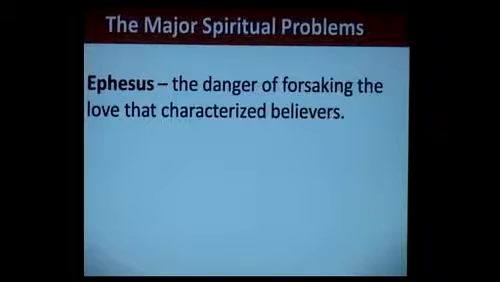 The Major Spiritual Problems
Ephesus – the danger of forsaking the
love that characterized believers.